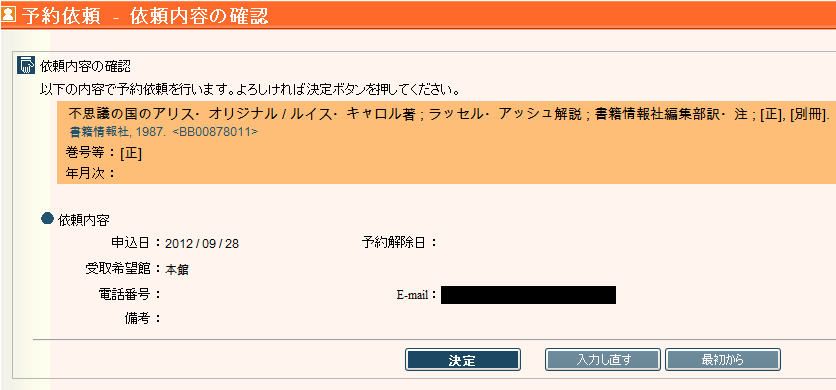 予約依頼 - 依頼内容の確認
依頼内容の確認
以下の内容で予約依頼を行います。よろしければ決定ボタンを押してください。
不思議の国のアリス・オリジナル / ルイス・キャロル著 ; ラッセル・アッシュ解説 ; 書籍情報社編集部訳・注 ; [正], [別冊].
書籍情報社, 1987. <BB00878011>
巻号等：[正]
年月次：
依頼内容
申込日：2012 / 09 / 28 予約解除日：
受取希望館：本館
電話番号： E-mail：
備考：
決定 入力し直す 最初から